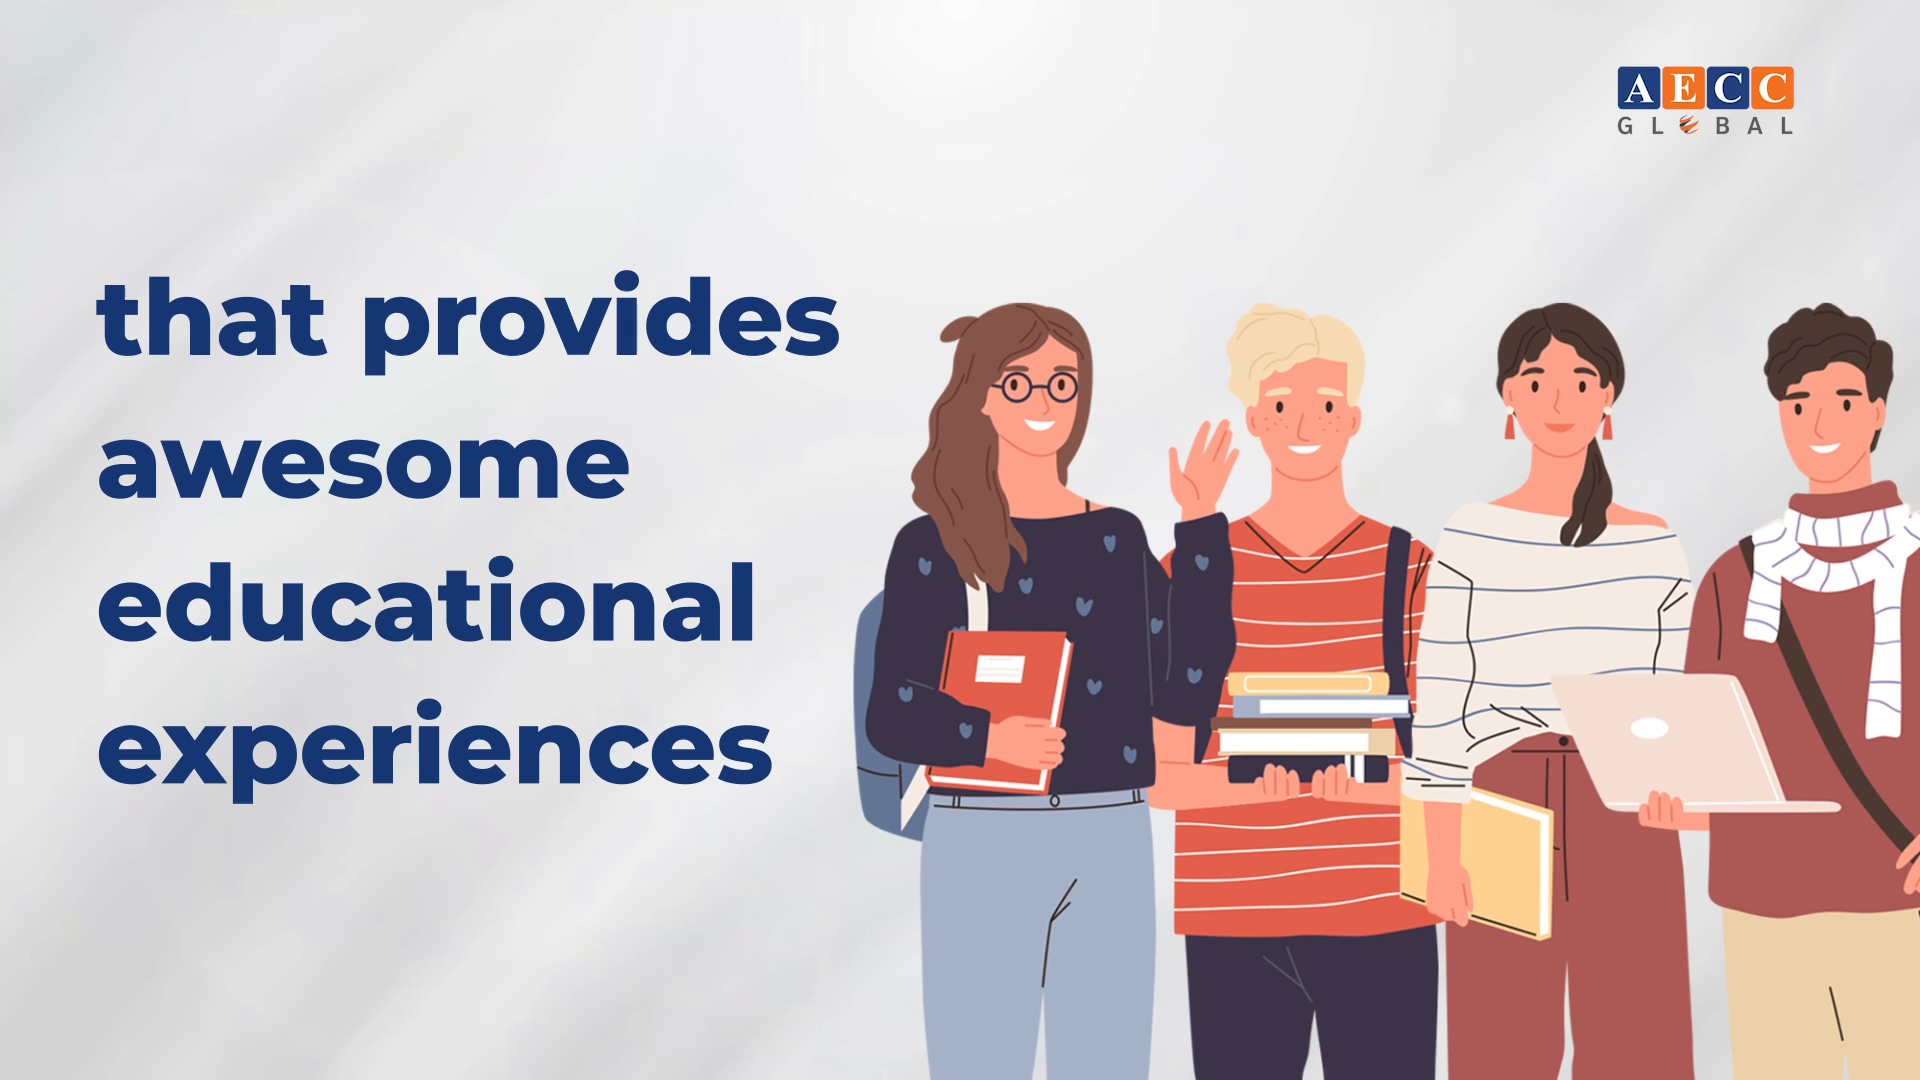 AECC
GLOBAL
that provides
awesome
educational
experiences